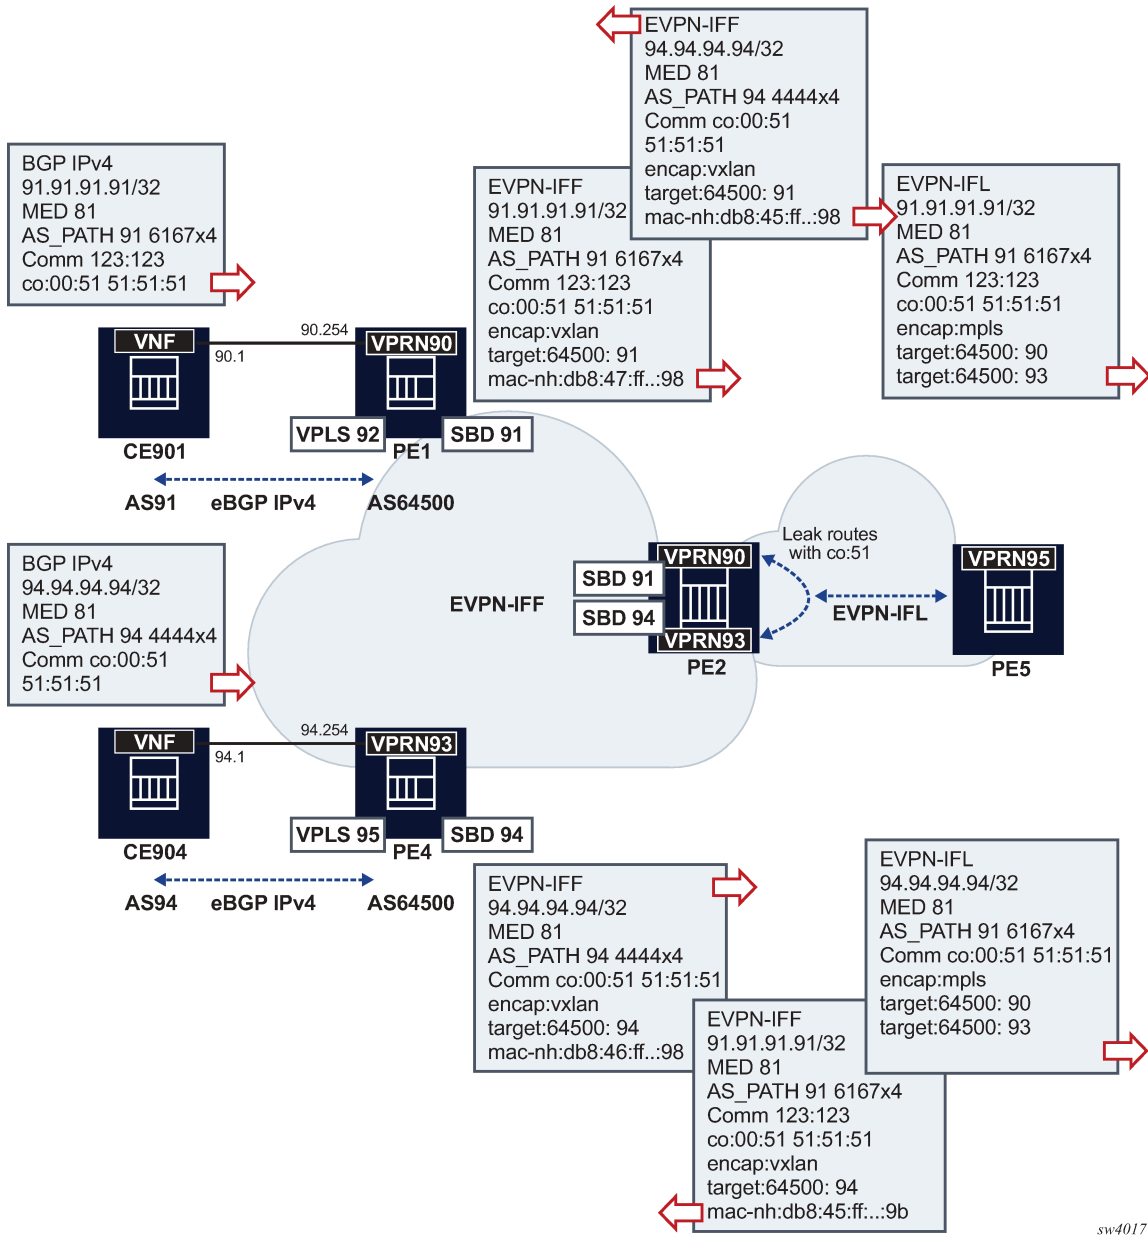 EVPN-IFF
94.94.94.94/32
MED 81
AS_PATH 94 4444x4
Comm co:00:51
51:51:51
encap:vxlan
target:64500: 91
mac-nh:db8:45:ff..:98
BGP IPv4
91.91.91.91/32
MED 81
AS_PATH 91 6167x4
Comm 123:123
co:00:51 51:51:51
EVPN-IFF
91.91.91.91/32
MED 81
AS_PATH 91 6167x4
Comm 123:123
co:00:51 51:51:51
encap:vxlan
target:64500: 91
mac-nh:db8:47:ff..:98
EVPN-IFL
91.91.91.91/32
MED 81
AS_PATH 91 6167x4
Comm 123:123
co:00:51 51:51:51
encap:mpls
target:64500: 90
target:64500: 93
VNF
90.254
90.1
VPRN90
VPLS 92
SBD 91
CE901
PE1
AS91
eBGP IPv4
AS64500
BGP IPv4
94.94.94.94/32
MED 81
AS_PATH 94 4444x4
Comm co:00:51
51:51:51
EVPN-IFF
SBD 91
SBD 94
VPRN90
VPRN93
PE2
Leak routes
with co:51
EVPN-IFL
VPRN95
PE5
VNF
94.254
94.1
VPRN93
VPLS 95
SBD 94
CE904
PE4
AS94
eBGP IPv4
AS64500
EVPN-IFF
94.94.94.94/32
MED 81
AS_PATH 94 4444x4
Comm co:00:51 51:51:51
encap:vxlan
target:64500: 94
mac-nh:db8:46:ff..:98
EVPN-IFL
94.94.94.94/32
MED 81
AS_PATH 91 6167x4
Comm co:00:51 51:51:51
encap:mpls
target:64500: 90
target:64500: 93
EVPN-IFF
91.91.91.91/32
MED 81
AS_PATH 91 6167x4
Comm 123:123
co:00:51 51:51:51
encap:vxlan
target:64500: 94
mac-nh:db8:45:ff:..:9b
sw4017